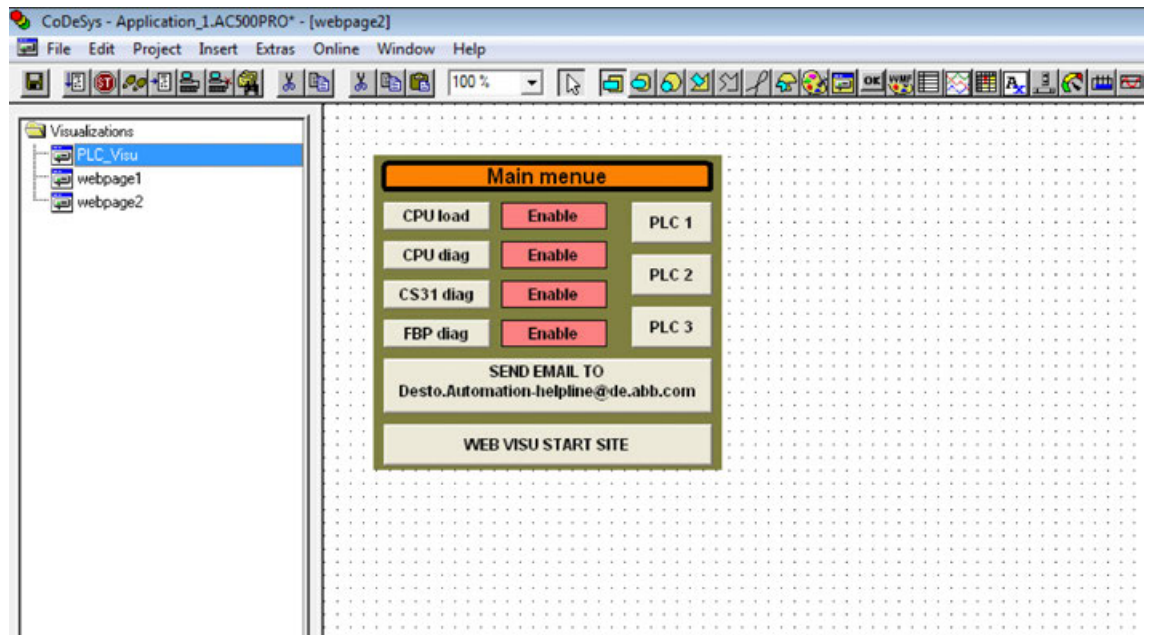 CoDeSys - Application_1.AC500PRO* - [webpage2]
File Edit Project Insert Extras Online Window Help
100 %
Visualizations
PLC_Visu
webpage1
webpage2
Main menue
CPU load Enable PLC 1
CPU diag Enable
PLC 2
CS31 diag Enable
FBP diag Enable PLC 3
SEND EMAIL TO
Desto.Automation-helpline@de.abb.com
WEB VISU START SITE